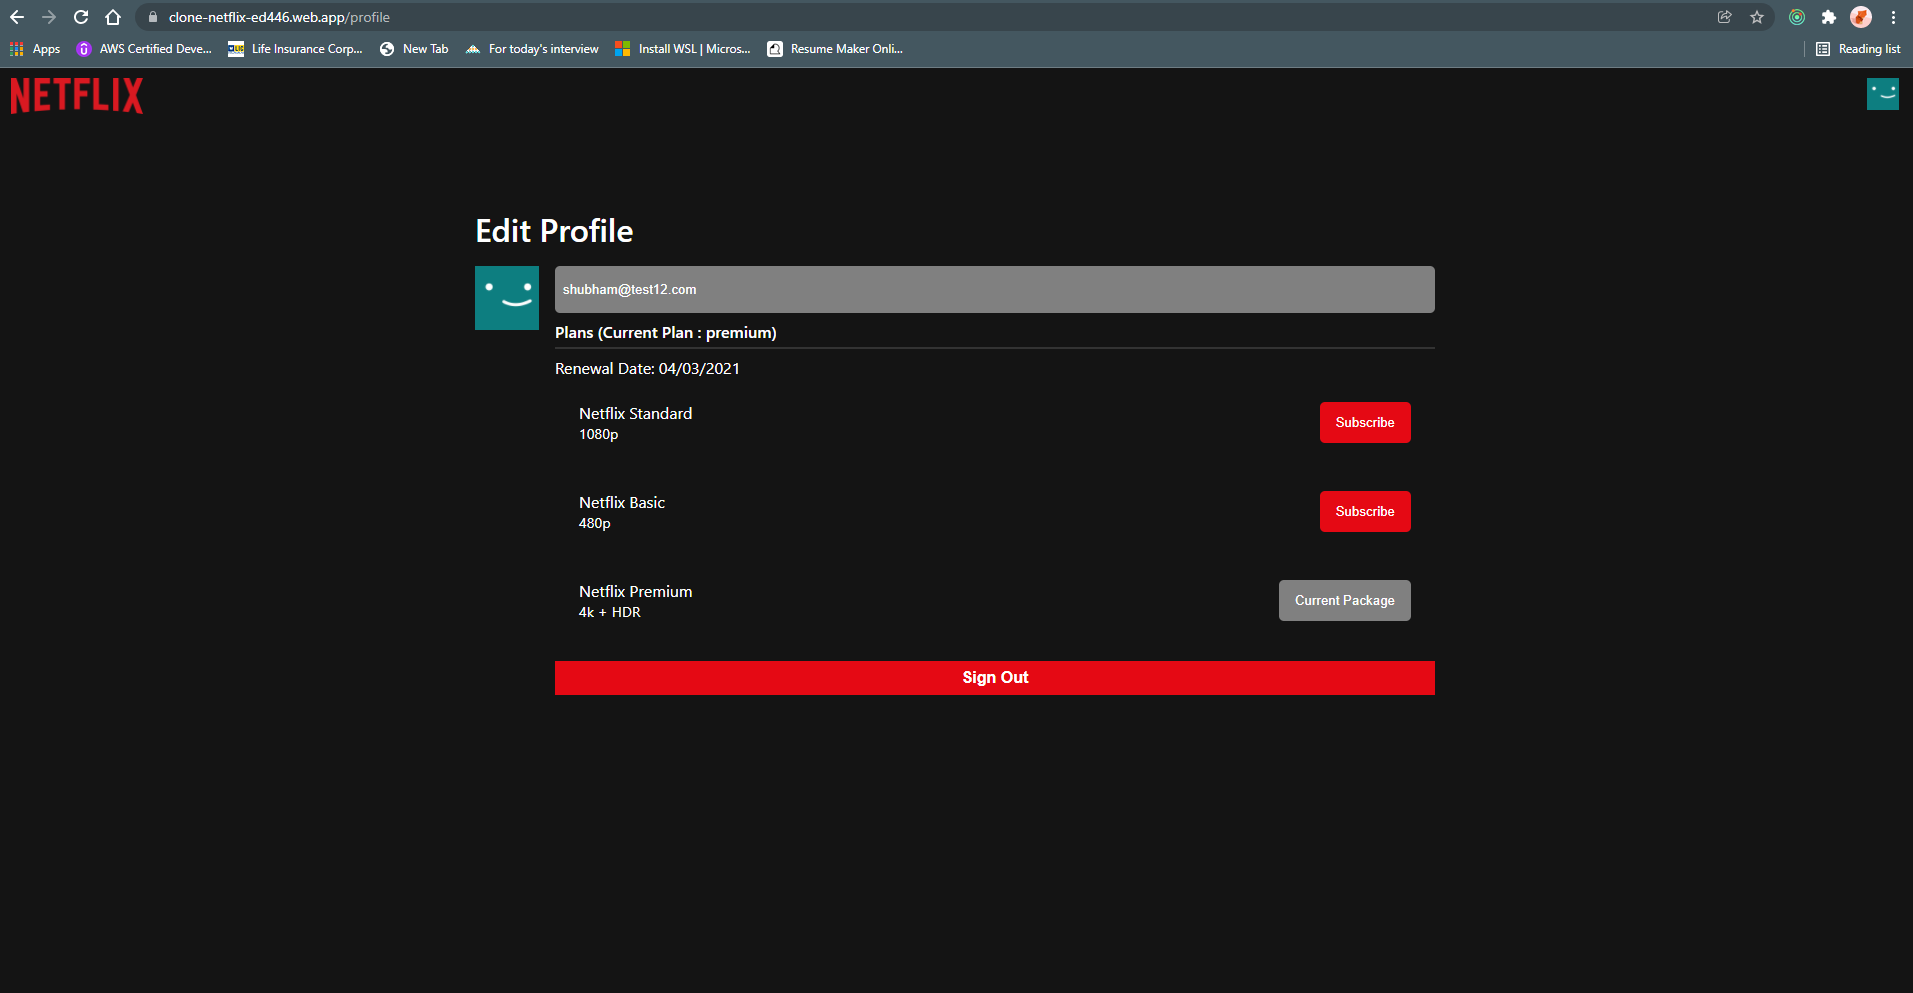 clone-netflix-ed446.web.app/profile
Apps AWS Certified Deve... Life Insurance Corp... New Tab For today's interview Install WSL | Micros... Resume Maker Onli... Reading list
NETFLIX
Edit Profile
shubham@test12.com
Plans (Current Plan : premium)
Renewal Date: 04/03/2021
Netflix Standard
1080p
Subscribe
Netflix Basic
480p
Subscribe
Netflix Premium
4k + HDR
Current Package
Sign Out